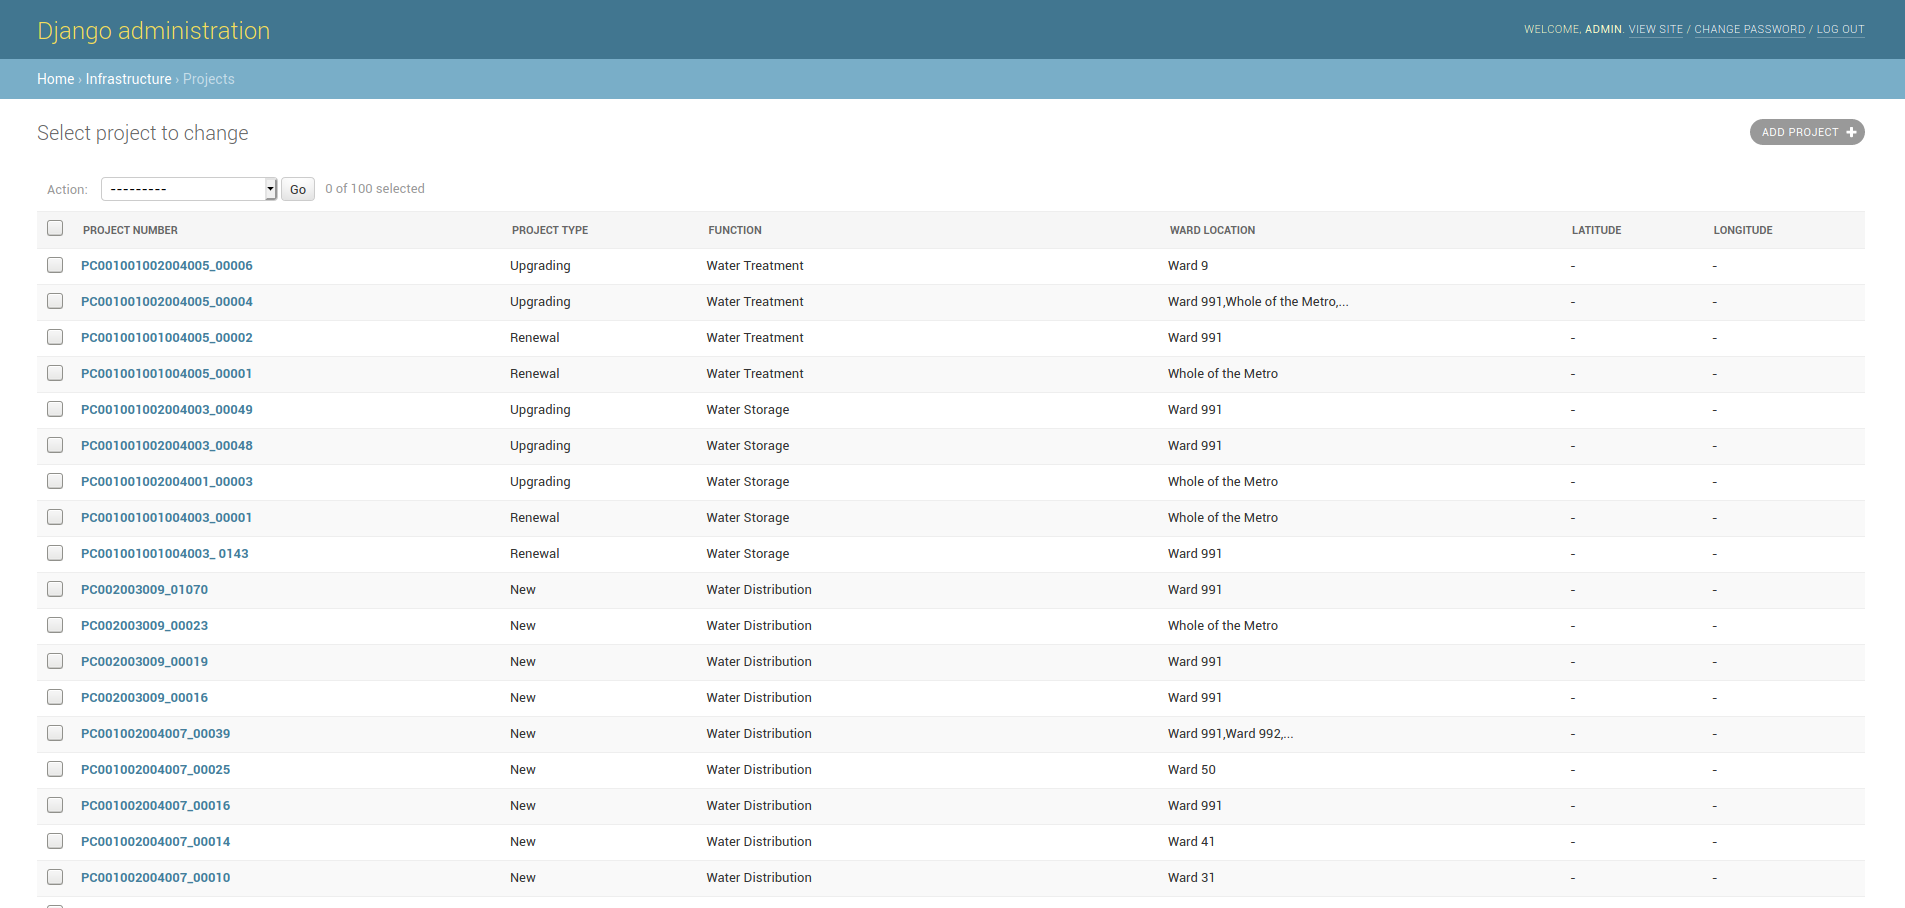 Django administration
WELCOME, ADMIN. VIEW SITE / CHANGE PASSWORD / LOG OUT
Home › Infrastructure › Projects
Select project to change
ADD PROJECT +
Action: --------- Go 0 of 100 selected
PROJECT NUMBER PROJECT TYPE FUNCTION WARD LOCATION LATITUDE LONGITUDE
PC001001002004005_00006 Upgrading Water Treatment Ward 9 - -
PC001001002004005_00004 Upgrading Water Treatment Ward 991,Whole of the Metro,... - -
PC001001001004005_00002 Renewal Water Treatment Ward 991 - -
PC001001001004005_00001 Renewal Water Treatment Whole of the Metro - -
PC001001002004003_00049 Upgrading Water Storage Ward 991 - -
PC001001002004003_00048 Upgrading Water Storage Ward 991 - -
PC001001002004001_00003 Upgrading Water Storage Whole of the Metro - -
PC001001001004003_00001 Renewal Water Storage Whole of the Metro - -
PC001001001004003_ 0143 Renewal Water Storage Ward 991 - -
PC002003009_01070 New Water Distribution Ward 991 - -
PC002003009_00023 New Water Distribution Whole of the Metro - -
PC002003009_00019 New Water Distribution Ward 991 - -
PC002003009_00016 New Water Distribution Ward 991 - -
PC001002004007_00039 New Water Distribution Ward 991,Ward 992,... - -
PC001002004007_00025 New Water Distribution Ward 50 - -
PC001002004007_00016 New Water Distribution Ward 991 - -
PC001002004007_00014 New Water Distribution Ward 41 - -
PC001002004007_00010 New Water Distribution Ward 31 - -